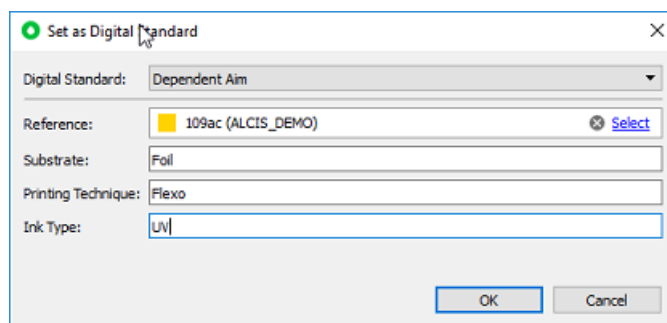 Set as Digital Standard
Digital Standard: Dependent Aim
Reference: 109ac (ALCIS_DEMO) Select
Substrate: Foil
Printing Technique: Flexo
Ink Type: UV
OK Cancel